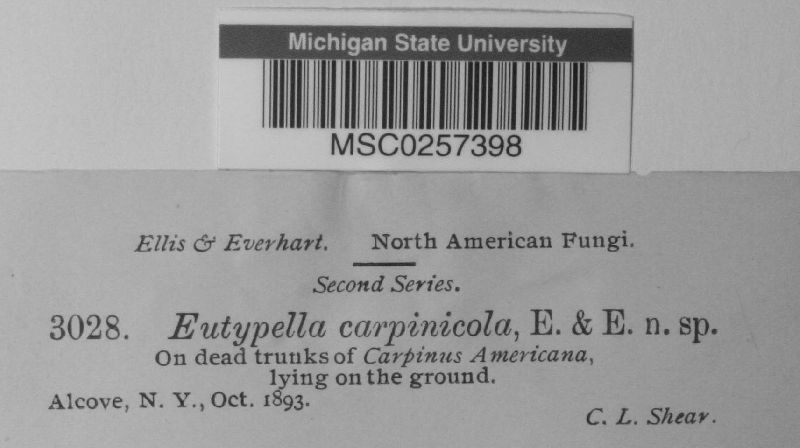 Michigan State University
MSC0257398
Ellis & Everhart. North American Fungi.
Second Series.
3028. Eutypella carpinicola, E. & E. n. sp.
On dead trunks of Carpinus Americana,
lying on the ground.
Alcove, N. Y., Oct. 1893.
C. L. Shear.